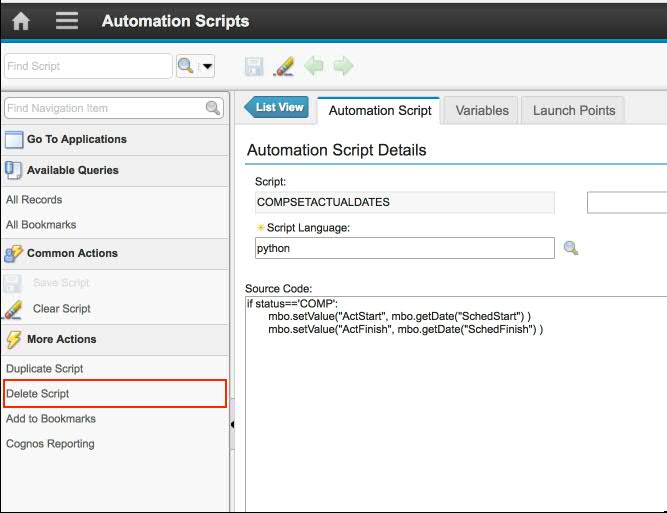 Automation Scripts
Find Script
Find Navigation Item
Go To Applications
Available Queries
All Records
All Bookmarks
Common Actions
Save Script
Clear Script
More Actions
Duplicate Script
Delete Script
Add to Bookmarks
Cognos Reporting
List View
Automation Script
Variables
Launch Points
Automation Script Details
Script:
COMPSETACTUALDATES
Script Language:
python
Source Code:
if status=='COMP':
mbo.setValue("ActStart", mbo.getDate("SchedStart") )
mbo.setValue("ActFinish", mbo.getDate("SchedFinish") )